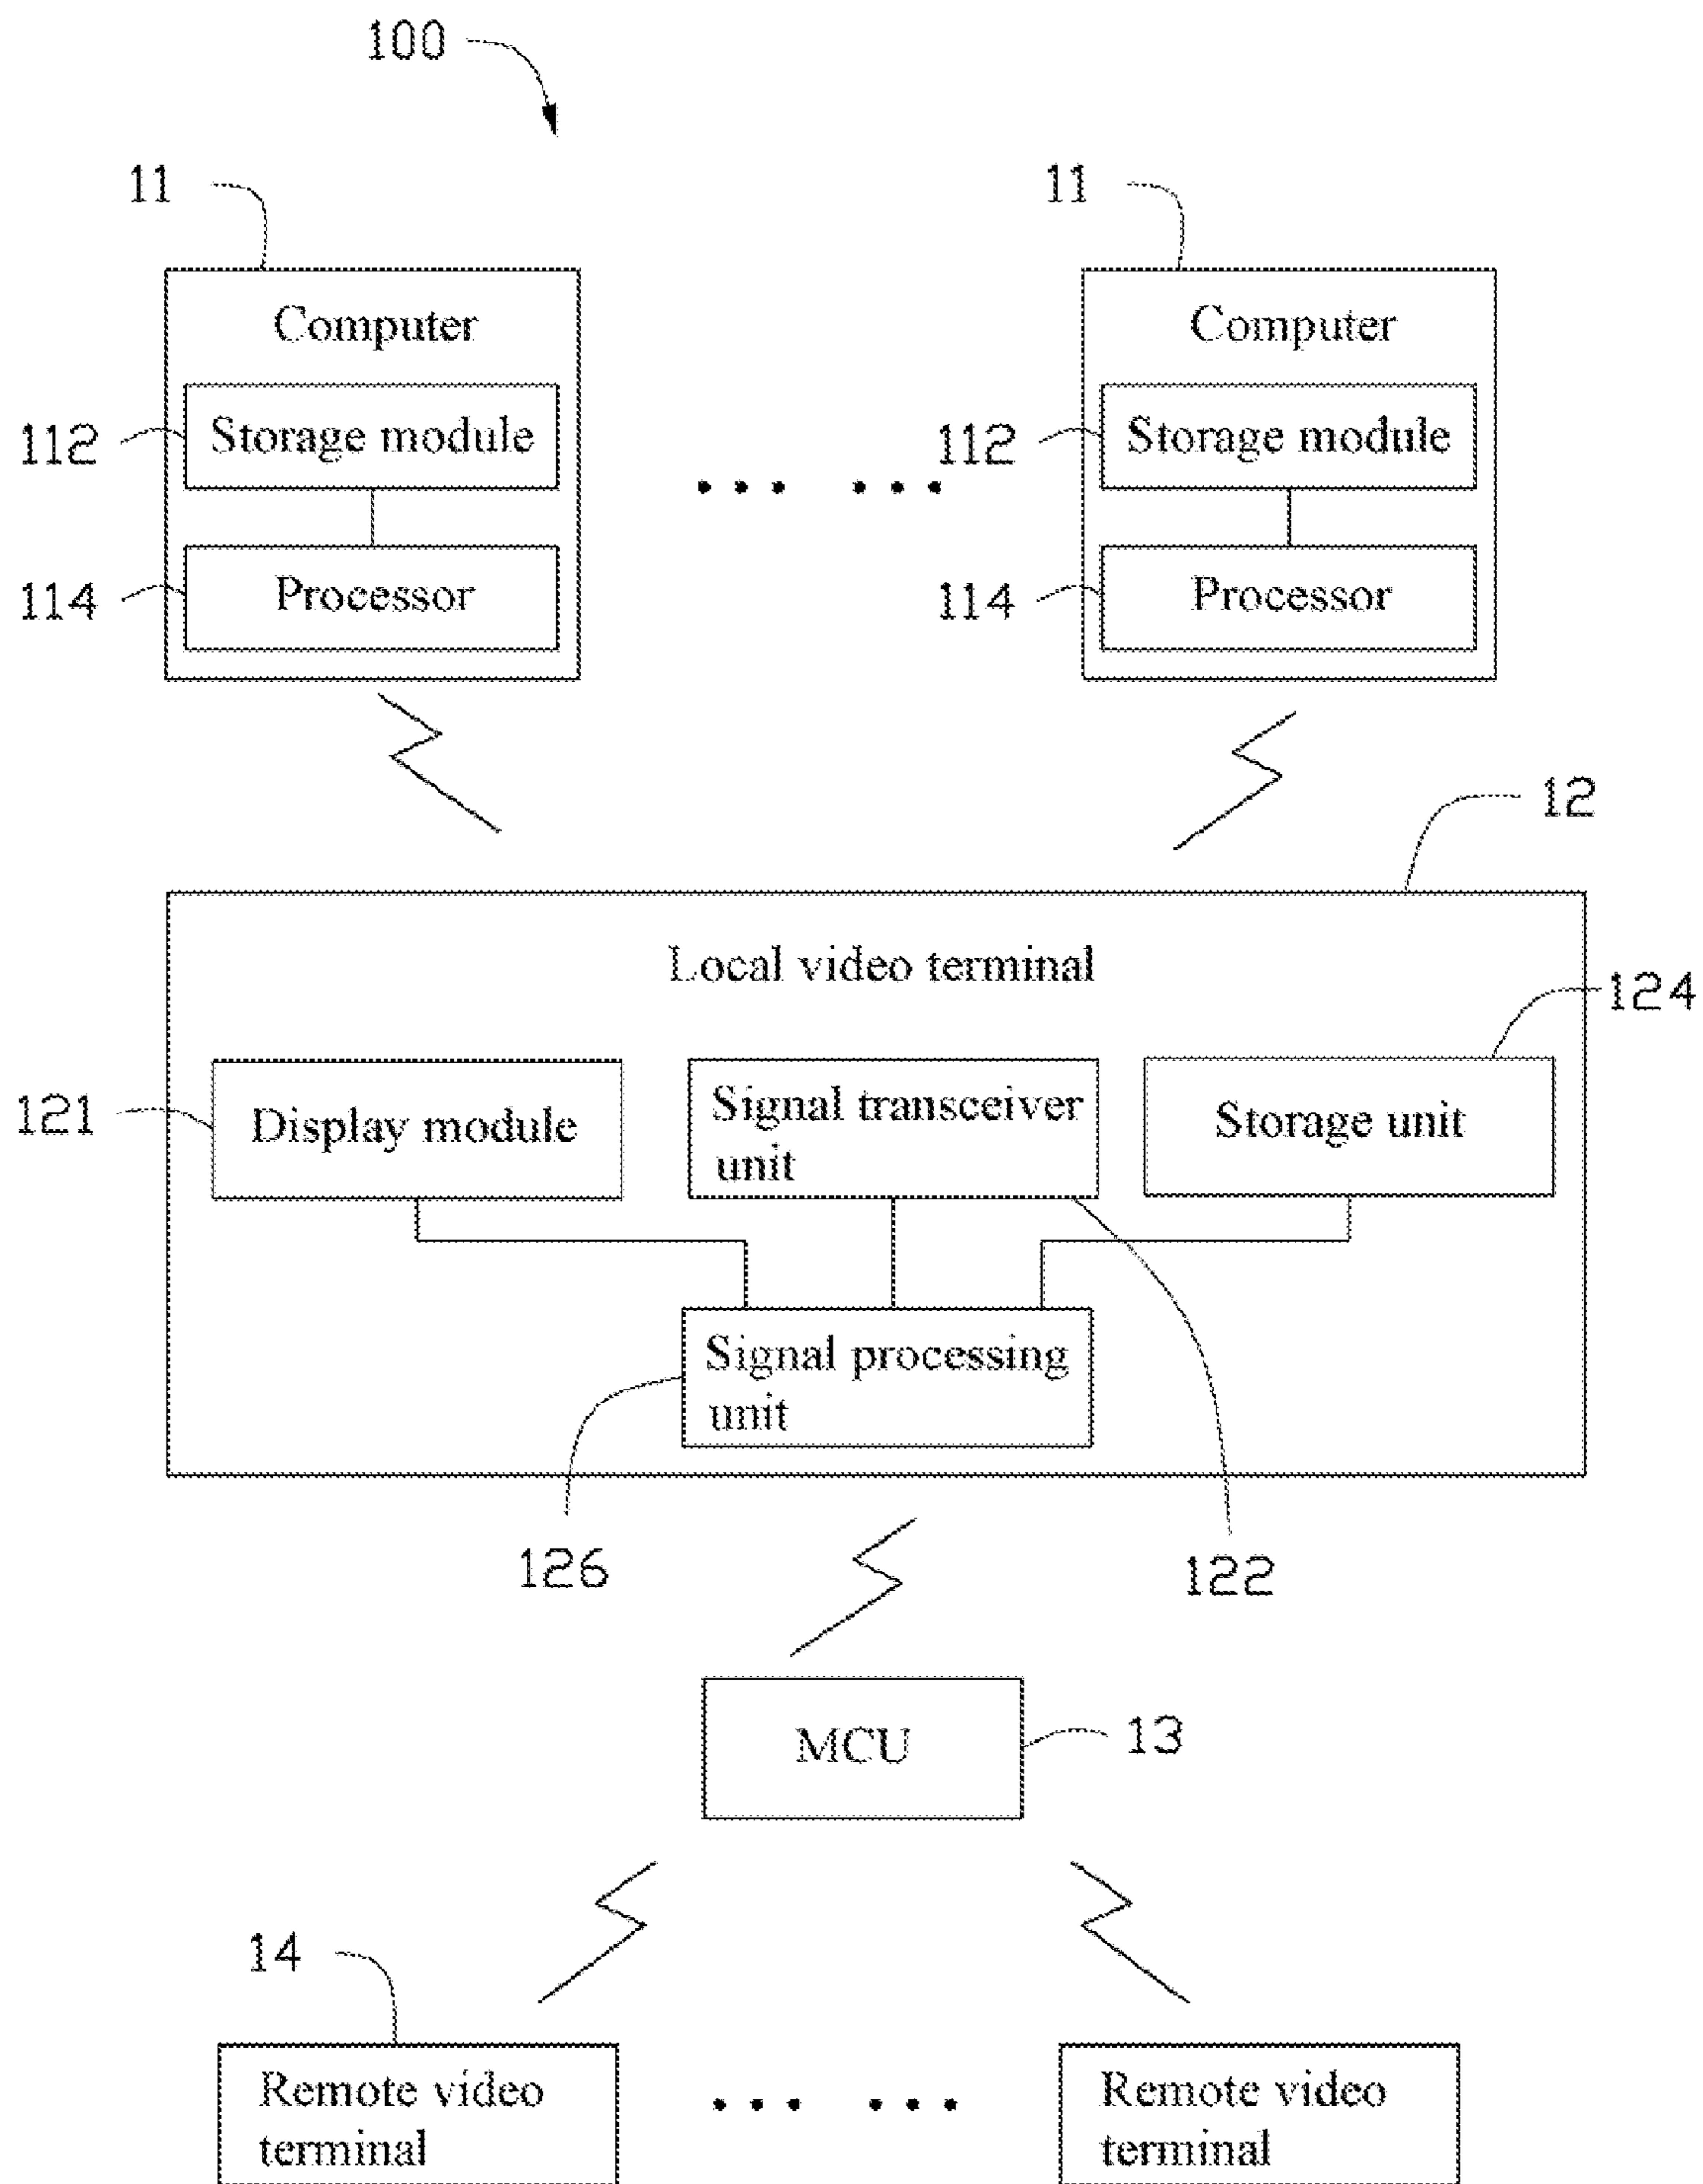 100
11
11
Computer
Computer
112
Storage module
112
Storage module
114
Processor
114
Processor
12
Local video terminal
124
121
Display module
Signal transceiver
unit
Storage unit
Signal processing
unit
126
122
MCU
13
14
Remote video
terminal
Remote video
terminal